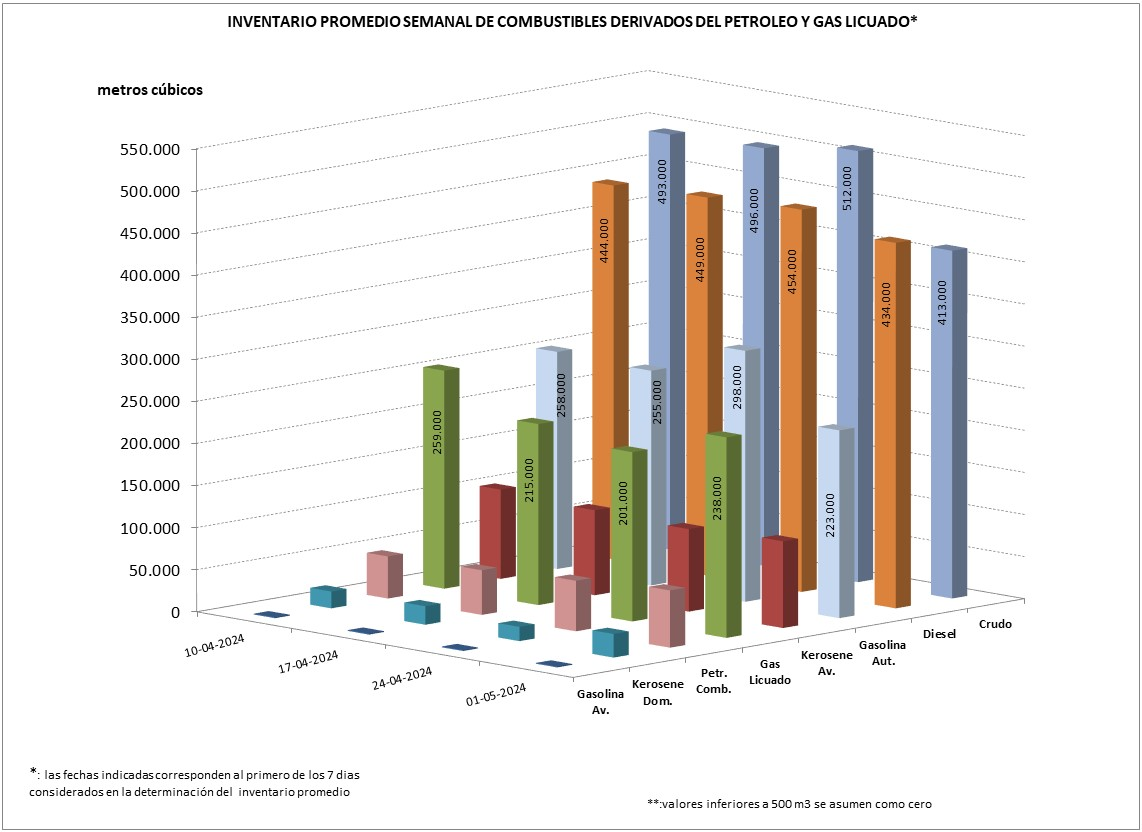 INVENTARIO PROMEDIO SEMANAL DE COMBUSTIBLES DERIVADOS DEL PETROLEO Y GAS LICUADO*
metros cúbicos
550.000
500.000
450.000
400.000
350.000
300.000
250.000
200.000
150.000
100.000
50.000
0
493.000
496.000
512.000
413.000
444.000
449.000
454.000
434.000
258.000
255.000
298.000
223.000
259.000
215.000
201.000
238.000
10-04-2024
17-04-2024
24-04-2024
01-05-2024
Gasolina
Av.
Kerosene
Dom.
Petr.
Comb.
Gas
Licuado
Kerosene
Av.
Gasolina
Aut.
Diesel
Crudo
*: las fechas indicadas corresponden al primero de los 7 dias
considerados en la determinación del inventario promedio
**:valores inferiores a 500 m3 se asumen como cero